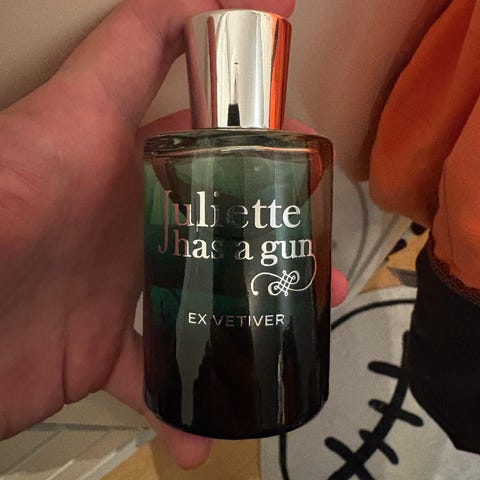 Juliette
has a gun
EX VETIVER